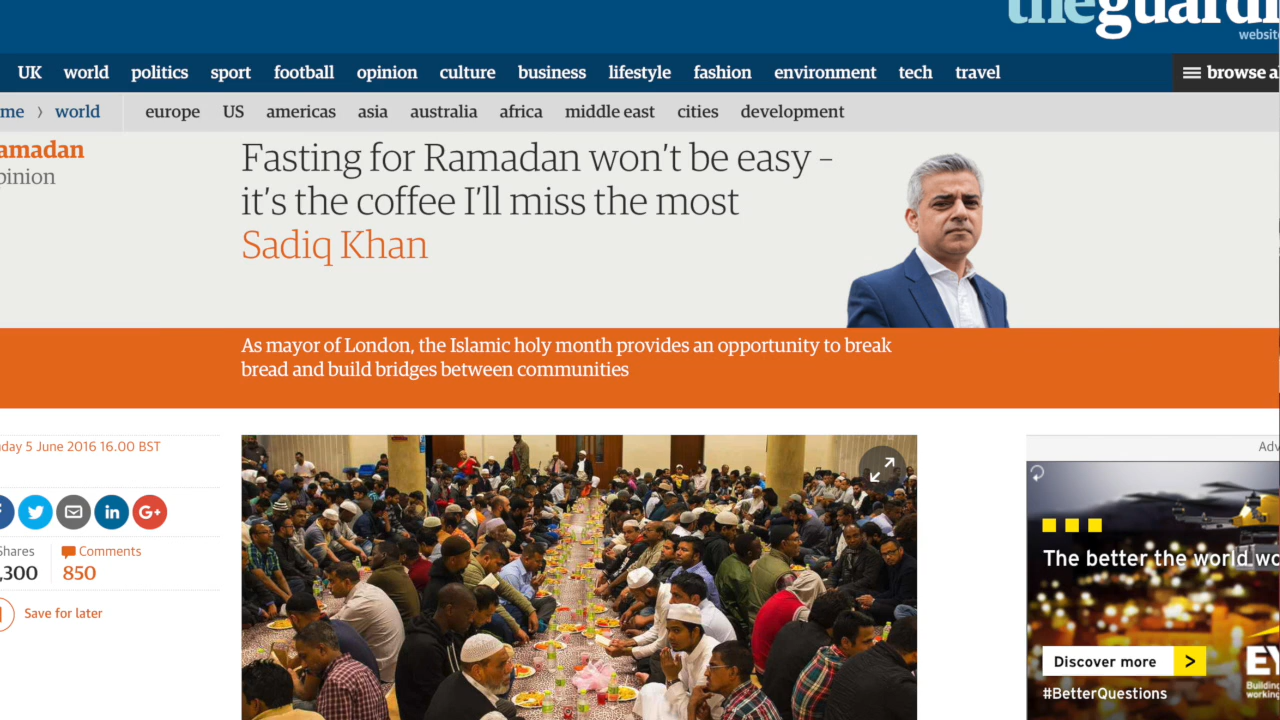 theguardi
website
UK world politics sport football opinion culture business lifestyle fashion environment tech travel
browse al
me › world europe US americas asia australia africa middle east cities development
amadan
pinion
Fasting for Ramadan won't be easy –
it's the coffee I'll miss the most
Sadiq Khan
As mayor of London, the Islamic holy month provides an opportunity to break
bread and build bridges between communities
day 5 June 2016 16.00 BST
Shares
,300
Comments
850
Save for later
Adv
The better the world wo
Discover more >
EY
Building
working
#BetterQuestions